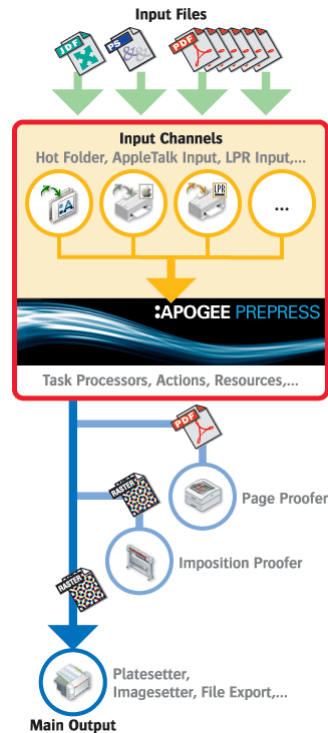 Input Files
JDF
PS
PDF
Input Channels
Hot Folder, AppleTalk Input, LPR Input,...
:A
LPR
...
:APOGEE PREPRESS
Task Processors, Actions, Resources,...
PDF
Page Proofer
RASTER
Imposition Proofer
RASTER
Platesetter,
Imagesetter, File Export,...
Main Output